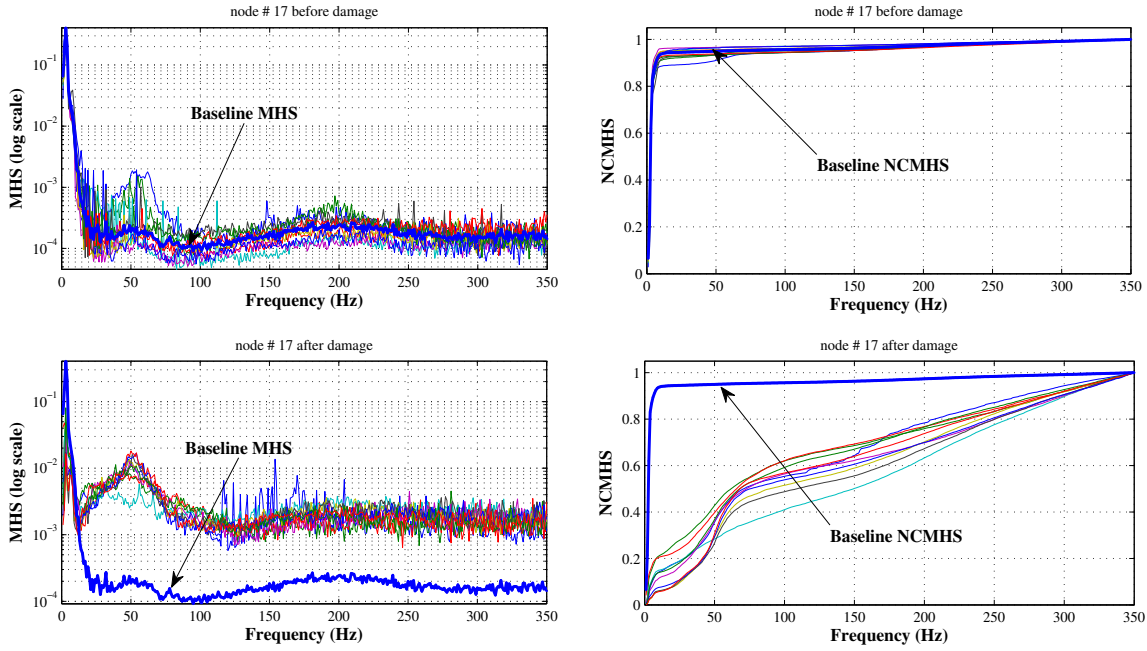 node # 17 before damage
MHS (log scale)
10⁻¹
10⁻²
10⁻³
10⁻⁴
Baseline MHS
0 50 100 150 200 250 300 350
Frequency (Hz)
node # 17 before damage
NCMHS
1
0.8
0.6
0.4
0.2
0
Baseline NCMHS
0 50 100 150 200 250 300 350
Frequency (Hz)
node # 17 after damage
MHS (log scale)
10⁻¹
10⁻²
10⁻³
10⁻⁴
Baseline MHS
0 50 100 150 200 250 300 350
Frequency (Hz)
node # 17 after damage
NCMHS
1
0.8
0.6
0.4
0.2
0
Baseline NCMHS
0 50 100 150 200 250 300 350
Frequency (Hz)